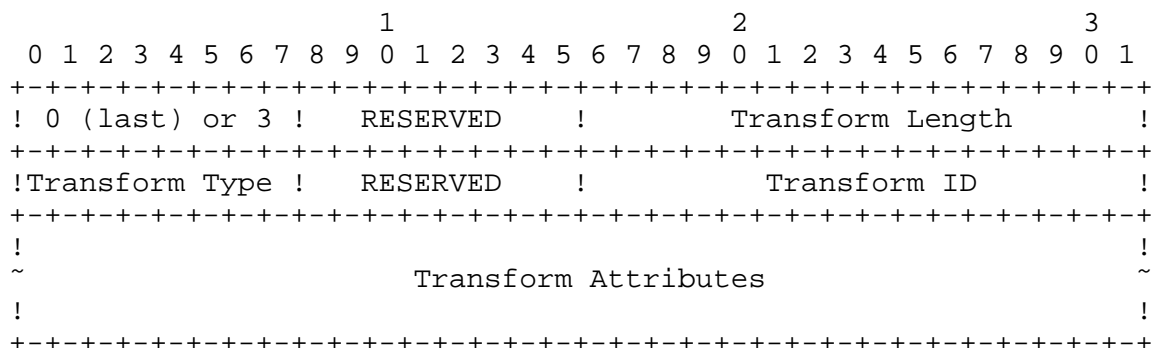 1                   2                   3
 0 1 2 3 4 5 6 7 8 9 0 1 2 3 4 5 6 7 8 9 0 1 2 3 4 5 6 7 8 9 0 1
+-+-+-+-+-+-+-+-+-+-+-+-+-+-+-+-+-+-+-+-+-+-+-+-+-+-+-+-+-+-+-+-+
! 0 (last) or 3 !   RESERVED    !        Transform Length       !
+-+-+-+-+-+-+-+-+-+-+-+-+-+-+-+-+-+-+-+-+-+-+-+-+-+-+-+-+-+-+-+-+
!Transform Type !   RESERVED    !          Transform ID         !
+-+-+-+-+-+-+-+-+-+-+-+-+-+-+-+-+-+-+-+-+-+-+-+-+-+-+-+-+-+-+-+-+
!                                                               !
~                      Transform Attributes                     ~
!                                                               !
+-+-+-+-+-+-+-+-+-+-+-+-+-+-+-+-+-+-+-+-+-+-+-+-+-+-+-+-+-+-+-+-+